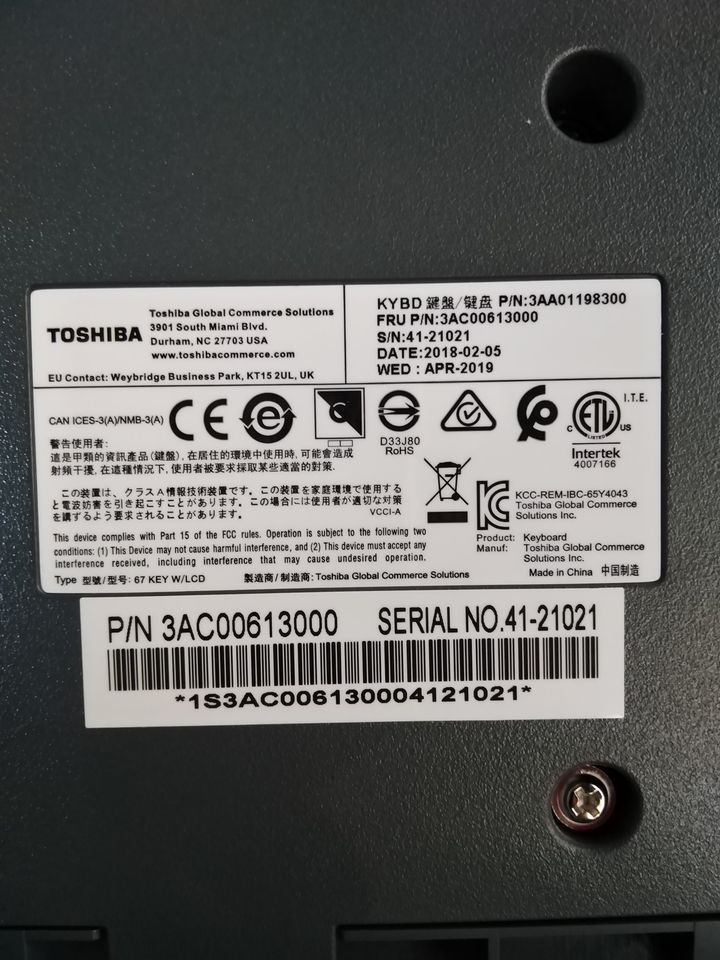 TOSHIBA
Toshiba Global Commerce Solutions
3901 South Miami Blvd.
Durham, NC 27703 USA
www.toshibacommerce.com
EU Contact: Weybridge Business Park, KT15 2UL, UK
KYBD 鍵盤/键盘 P/N:3AA01198300
FRU P/N:3AC00613000
S/N:41-21021
DATE:2018-02-05
WED : APR-2019
CAN ICES-3(A)/NMB-3(A)
CE
D33J80
RoHS
C ETL US
LISTED
I.T.E.
Intertek
4007166
警告使用者:
這是甲類的資訊產品(鍵盤), 在居住的環境中使用時, 可能會造成
射頻干擾, 在這種情況下, 使用者被要求採取某些適當的對策.
この装置は、クラスA情報技術装置です。この装置を家庭環境で使用する
と電波妨害を引き起こすことがあります。この場合には使用者が適切な対策
を講ずるよう要求されることがあります。 VCCI-A
This device complies with Part 15 of the FCC rules. Operation is subject to the following two
conditions: (1) This Device may not cause harmful interference, and (2) This device must accept any
interference received, including interference that may cause undesired operation.
KCC-REM-IBC-65Y4043
Toshiba Global Commerce
Solutions Inc.
Product: Keyboard
Manuf: Toshiba Global Commerce
Solutions Inc.
Type 型號/型号: 67 KEY W/LCD 製造商/制造商: Toshiba Global Commerce Solutions Made in China 中国制造
P/N 3AC00613000 SERIAL NO.41-21021
*1S3AC006130004121021*